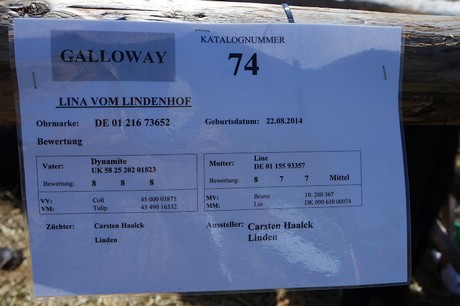 KATALOGNUMMER
GALLOWAY 74
LINA VOM LINDENHOF
Ohrmarke: DE 01 216 73652 Geburtsdatum: 22.08.2014
Bewertung
Vater: Dynamite Mutter: Line
UK 58 25 202 01823 DE 01 155 93357
Bewertung: 8 8 8 Bewertung: 8 7 7 Mittel
VV: Coll 45 000 03875 MV: Bruno 10. 200 367
VM: Tulip 45 490 16332 MM: Lin DK 090 650 00074
Züchter: Carsten Haalck Aussteller: Carsten Haalck
Linden Linden